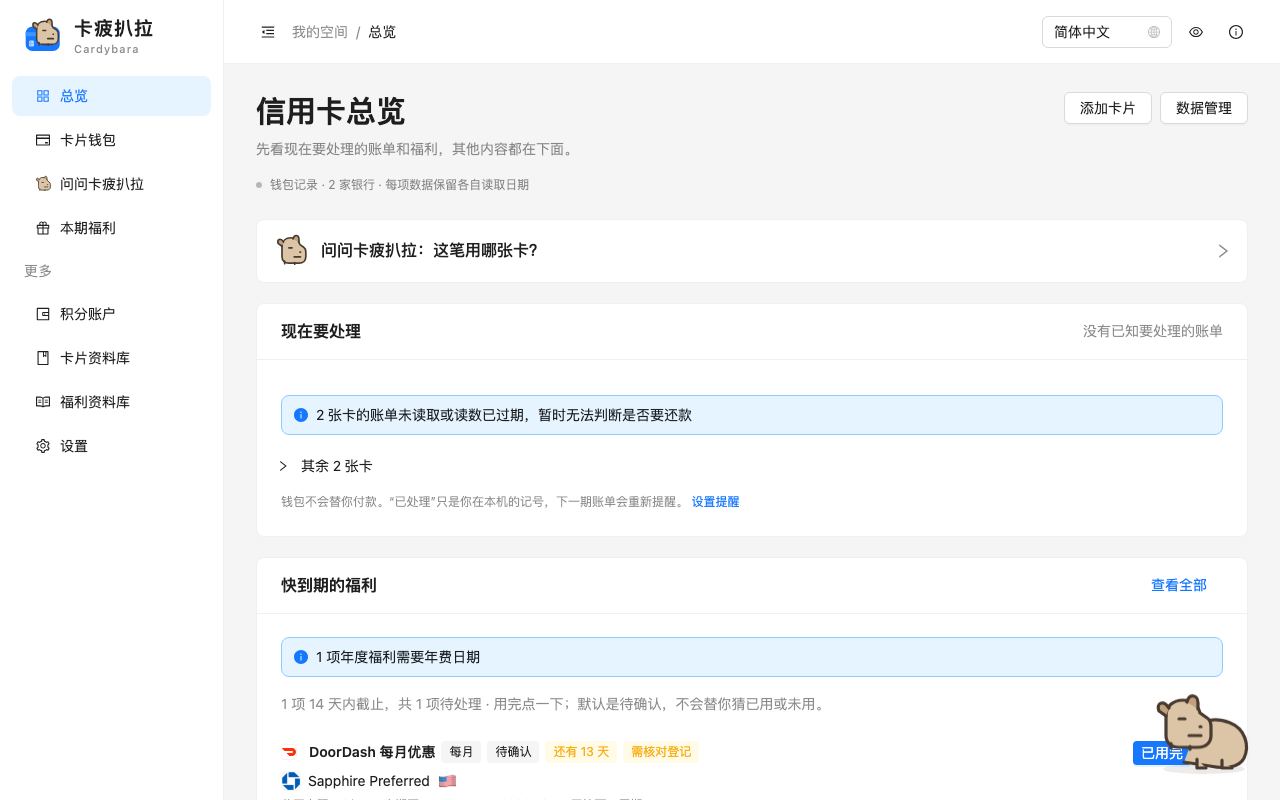 卡疲扒拉
Cardybara
总览
卡片钱包
问问卡疲扒拉
本期福利
更多
积分账户
卡片资料库
福利资料库
设置
我的空间 / 总览
简体中文
信用卡总览
添加卡片
数据管理
先看现在要处理的账单和福利，其他内容都在下面。
钱包记录 · 2 家银行 · 每项数据保留各自读取日期
问问卡疲扒拉：这笔用哪张卡？
现在要处理
没有已知要处理的账单
2 张卡的账单未读取或读数已过期，暂时无法判断是否要还款
其余 2 张卡
钱包不会替你付款。“已处理”只是你在本机的记号，下一期账单会重新提醒。 设置提醒
快到期的福利
查看全部
1 项年度福利需要年费日期
1 项 14 天内截止，共 1 项待处理 · 用完点一下；默认是待确认，不会替你猜已用或未用。
DoorDash 每月优惠 每月 待确认 还有 13 天 需核对登记
已用完
Sapphire Preferred